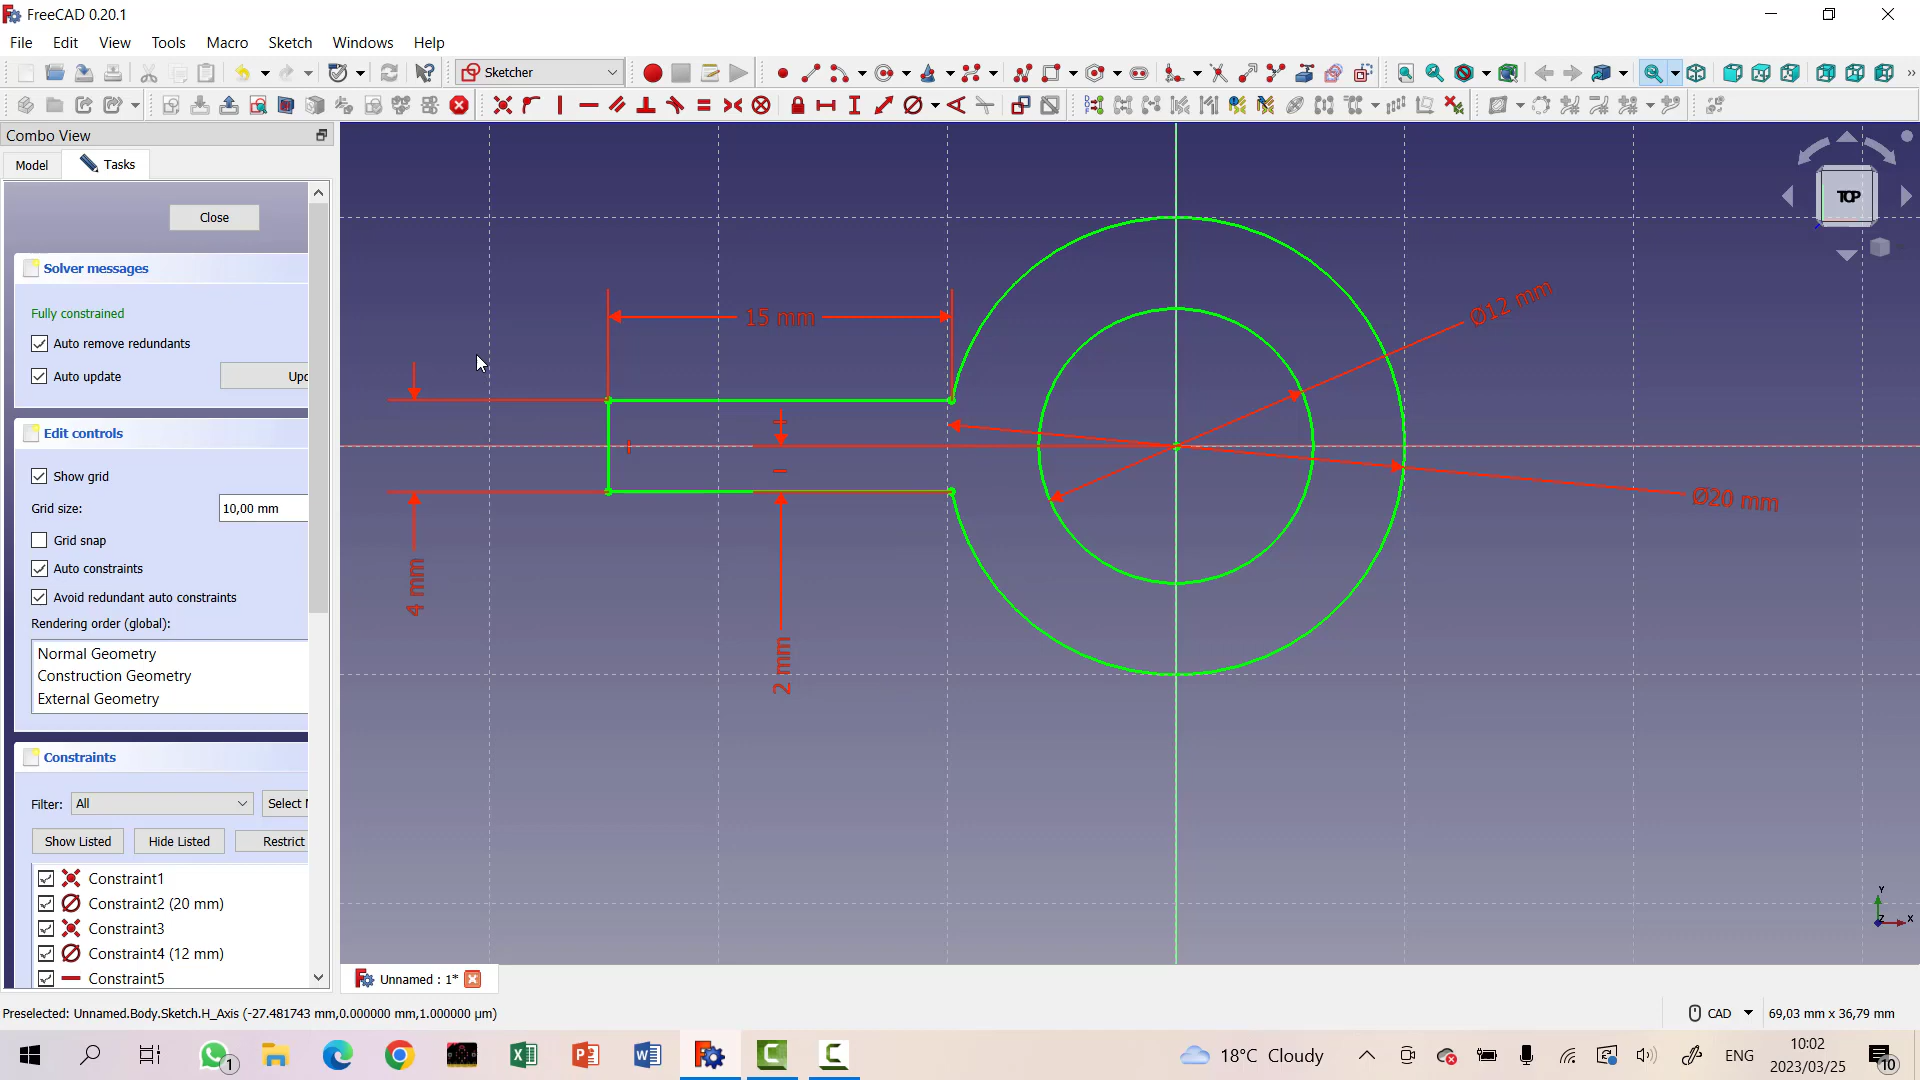 FreeCAD 0.20.1
File Edit View Tools Macro Sketch Windows Help
Sketcher
Combo View
Model Tasks
Close
Solver messages
Fully constrained
Auto remove redundants
Auto update
Upd
Edit controls
Show grid
Grid size: 10,00 mm
Grid snap
Auto constraints
Avoid redundant auto constraints
Rendering order (global):
Normal Geometry
Construction Geometry
External Geometry
Constraints
Filter: All Select M
Show Listed Hide Listed Restrict
Constraint1
Constraint2 (20 mm)
Constraint3
Constraint4 (12 mm)
Constraint5
15 mm
Ø12 mm
Ø20 mm
4 mm
2 mm
TOP
Y
Z
X
Unnamed : 1*
Preselected: Unnamed.Body.Sketch.H_Axis (-27.481743 mm,0.000000 mm,1.000000 µm)
CAD 69,03 mm x 36,79 mm
1
18°C Cloudy
ENG
10:02
2023/03/25
10